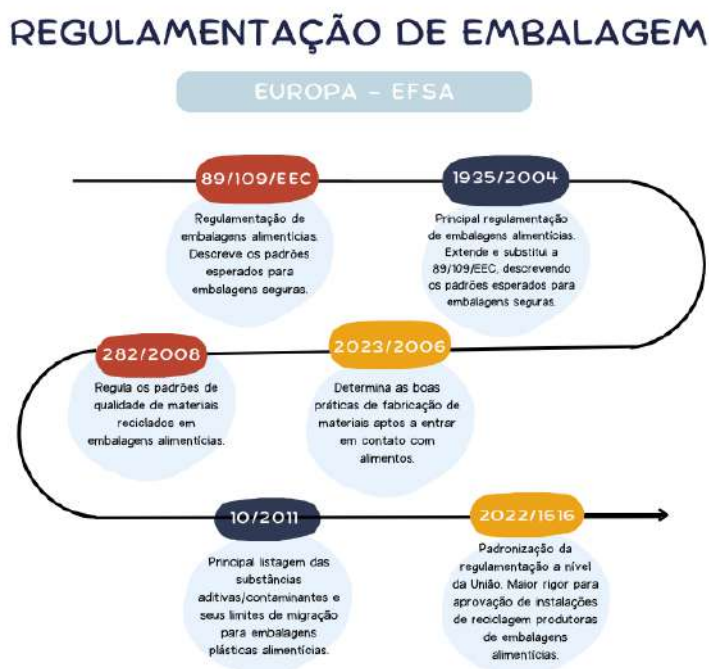 REGULAMENTAÇÃO DE EMBALAGEM
EUROPA - EFSA
89/109/EEC
Regulamentação de
embalagens alimentícias.
Descreve os padrões
esperados para
embalagens seguras.
1935/2004
Principal regulamentação
de embalagens alimentícias.
Extende e substitui a
89/109/EEC, descrevendo
os padrões esperados para
embalagens seguras.
2023/2006
Determina as boas
práticas de fabricação de
materiais aptos a entrar
em contato com
alimentos.
282/2008
Regula os padrões de
qualidade de materiais
reciclados em
embalagens alimentícias.
10/2011
Principal listagem das
substâncias
aditivas/contaminantes e
seus limites de migração
para embalagens
plásticas alimentícias.
2022/1616
Padronização da
regulamentação a nível
da União. Maior rigor para
aprovação de instalações
de reciclagem produtoras
de embalagens
alimentícias.